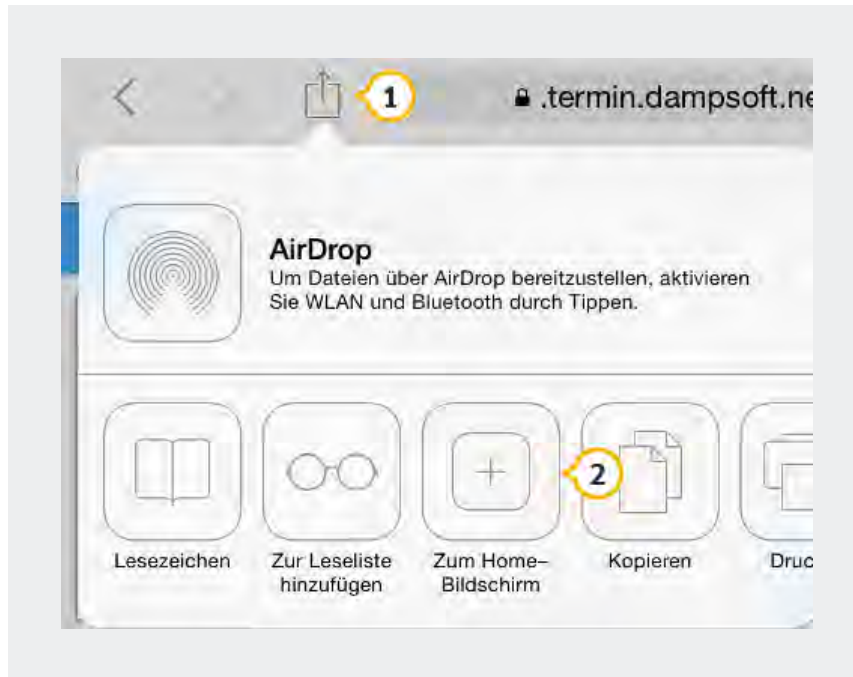 1
.termin.dampsoft.ne
AirDrop
Um Dateien über AirDrop bereitzustellen, aktivieren
Sie WLAN und Bluetooth durch Tippen.
2
Lesezeichen
Zur Leseliste
hinzufügen
Zum Home-
Bildschirm
Kopieren
Druc